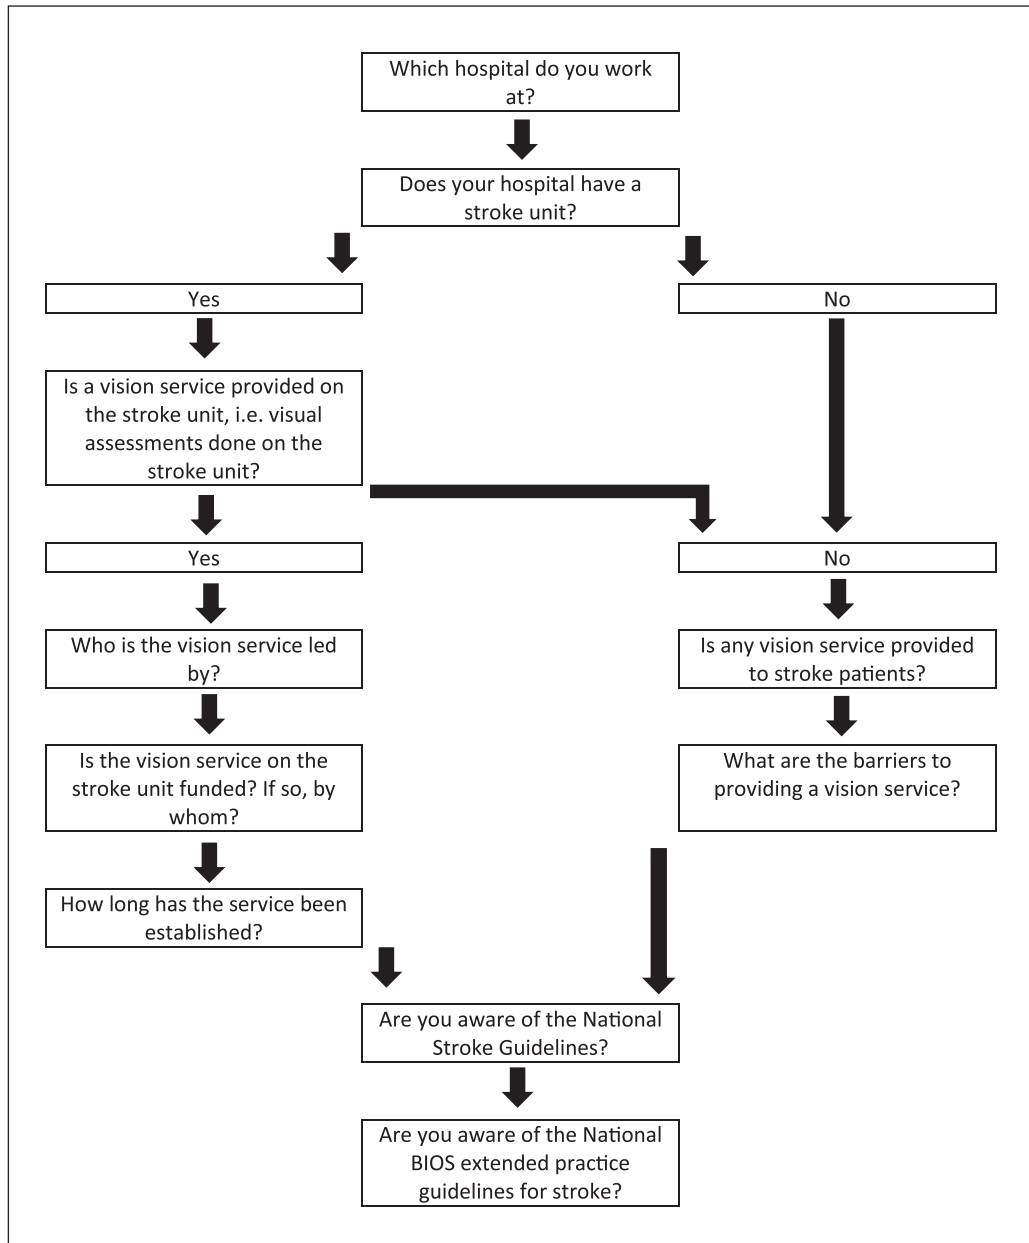 Which hospital do you work
at?
Does your hospital have a
stroke unit?
Yes
No
Is a vision service provided on
the stroke unit, i.e. visual
assessments done on the
stroke unit?
Yes
No
Who is the vision service led
by?
Is any vision service provided
to stroke patients?
Is the vision service on the
stroke unit funded? If so, by
whom?
What are the barriers to
providing a vision service?
How long has the service been
established?
Are you aware of the National
Stroke Guidelines?
Are you aware of the National
BIOS extended practice
guidelines for stroke?